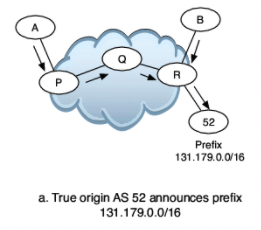 A
B
Q
P
R
52
Prefix
131.179.0.0/16
a. True origin AS 52 announces prefix
131.179.0.0/16